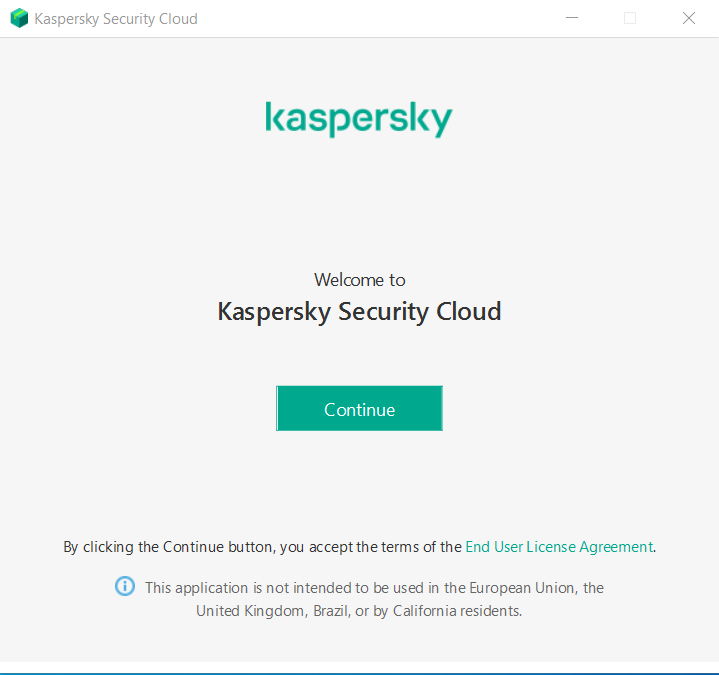 Kaspersky Security Cloud
kaspersky
Welcome to
Kaspersky Security Cloud
Continue
By clicking the Continue button, you accept the terms of the End User License Agreement.
This application is not intended to be used in the European Union, the
United Kingdom, Brazil, or by California residents.